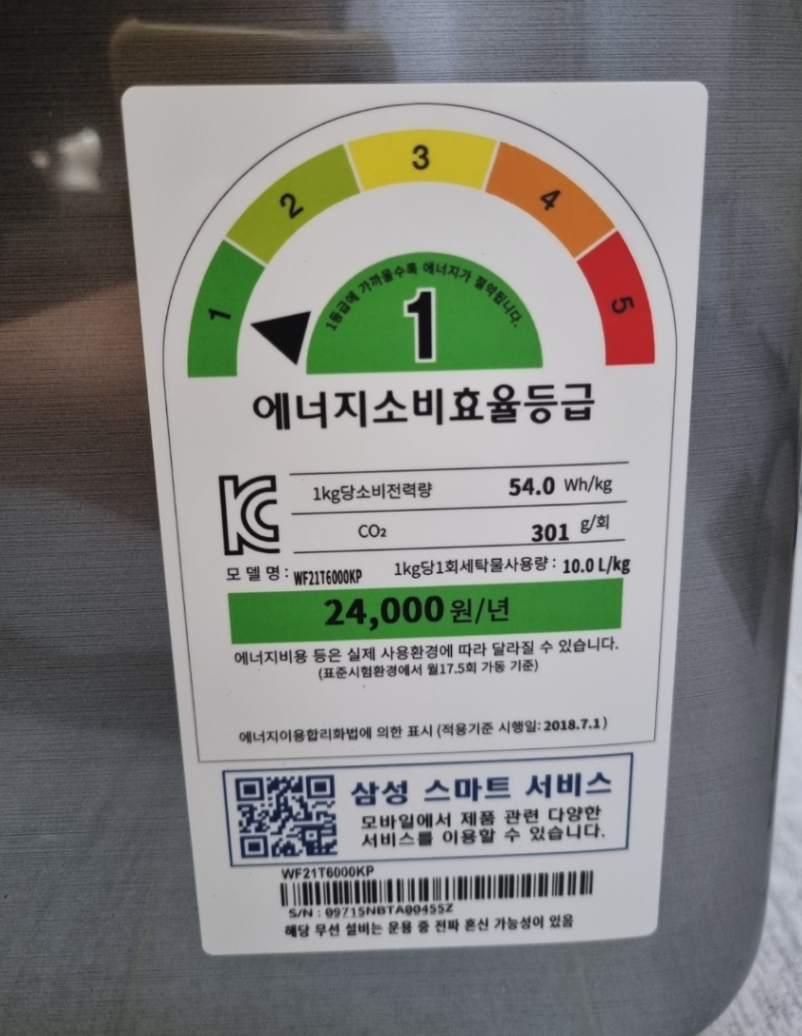 1 2 3 4 5
1등급에 가까울수록 에너지가 절약됩니다.
1
에너지소비효율등급
1kg당소비전력량 54.0 Wh/kg
CO₂ 301 g/회
모 델 명 : WF21T6000KP 1kg당1회세탁물사용량 : 10.0 L/kg
24,000원/년
에너지비용 등은 실제 사용환경에 따라 달라질 수 있습니다.
(표준시험환경에서 월17.5회 가동 기준)
에너지이용합리화법에 의한 표시 (적용기준 시행일: 2018.7.1)
삼성 스마트 서비스
모바일에서 제품 관련 다양한
서비스를 이용할 수 있습니다.
WF21T6000KP
S/N : 09715NBTA00455Z
해당 무선 설비는 운용 중 전파 혼신 가능성이 있음